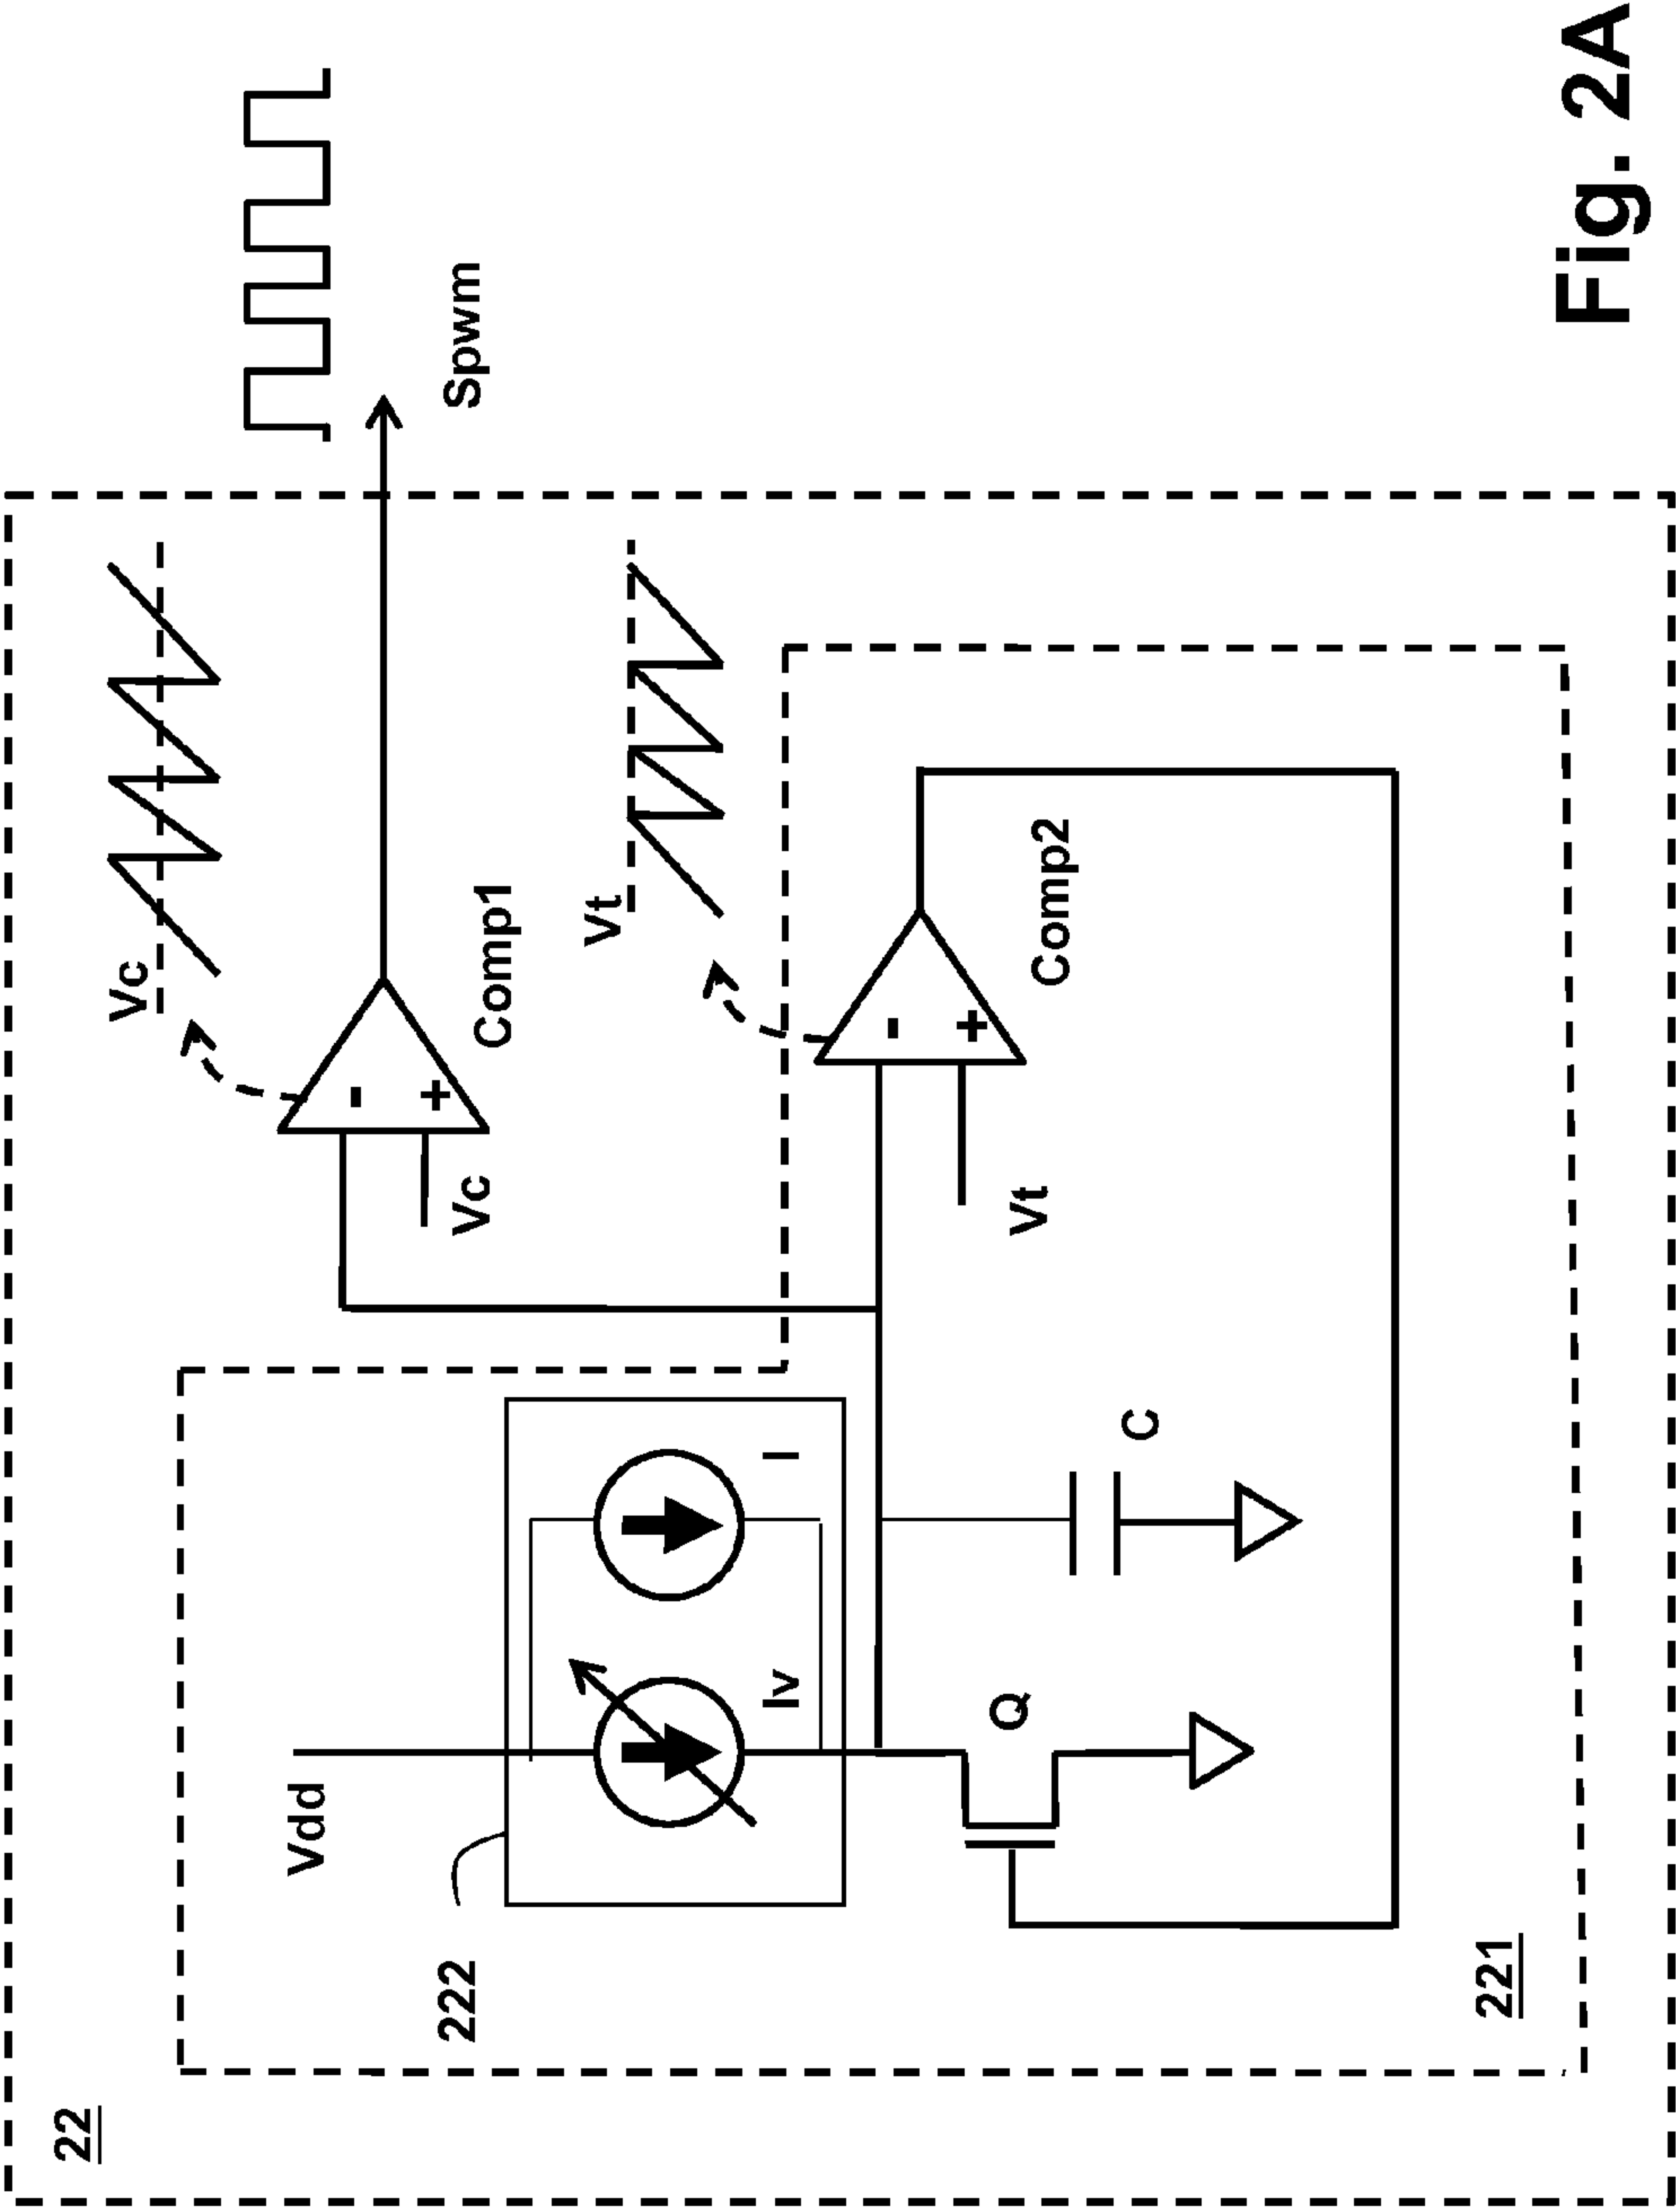 22
Vc
Vdd
222
Iv
I
Vc
-
+
Comp1
Spwm
Vt
Q
C
Vt
-
+
Comp2
221
Fig. 2A